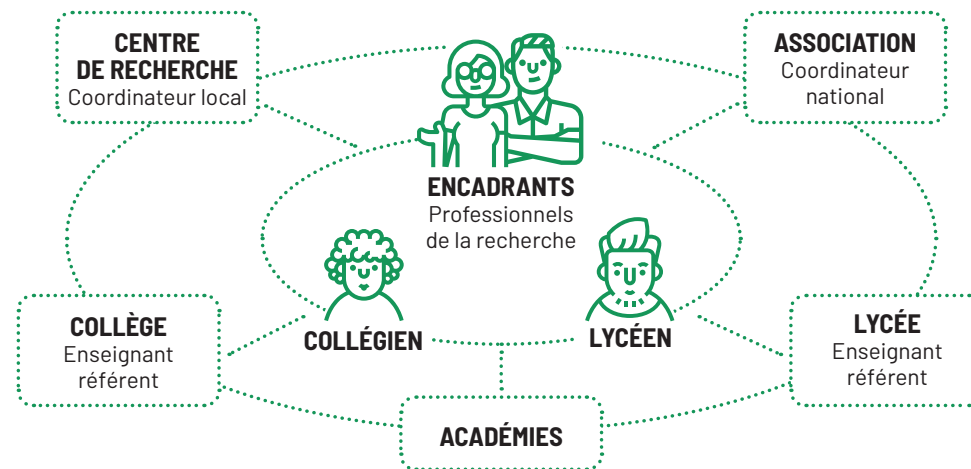 CENTRE
DE RECHERCHE
Coordinateur local
ASSOCIATION
Coordinateur
national
ENCADRANTS
Professionnels
de la recherche
COLLÉGIEN
LYCÉEN
COLLÈGE
Enseignant
référent
LYCÉE
Enseignant
référent
ACADÉMIES